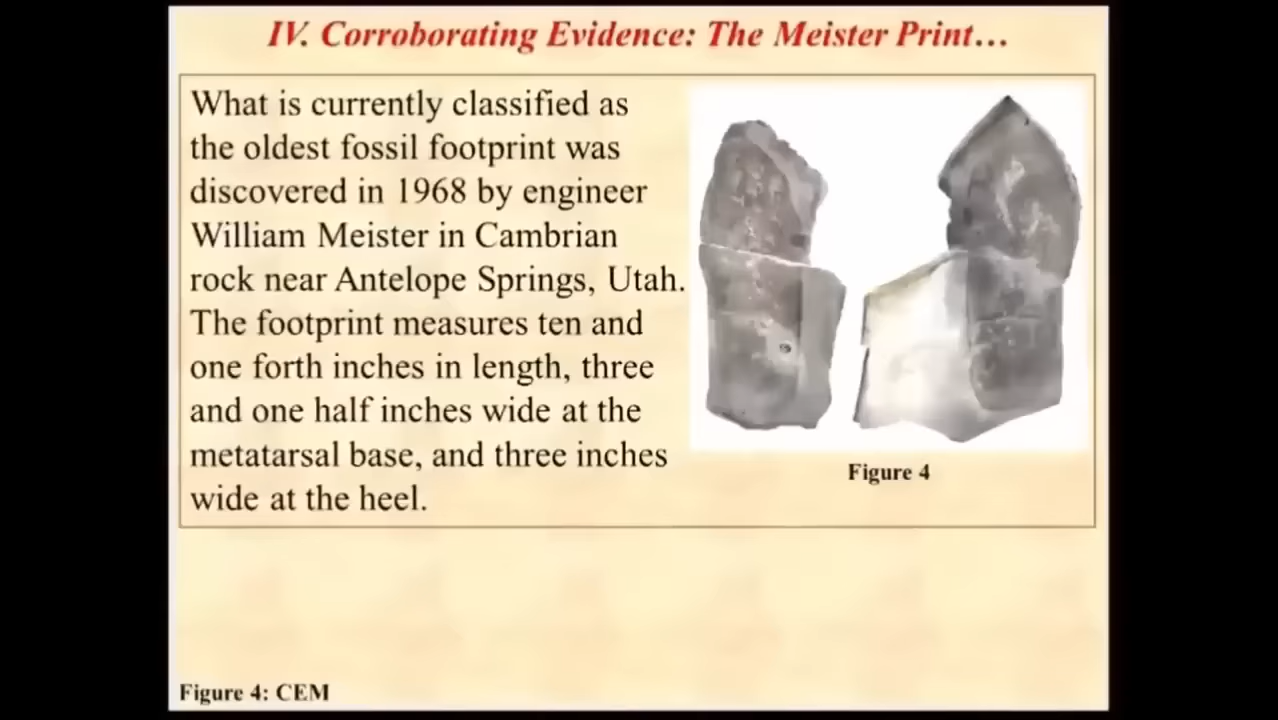 IV. Corroborating Evidence: The Meister Print…
What is currently classified as
the oldest fossil footprint was
discovered in 1968 by engineer
William Meister in Cambrian
rock near Antelope Springs, Utah.
The footprint measures ten and
one forth inches in length, three
and one half inches wide at the
metatarsal base, and three inches
wide at the heel.
Figure 4
Figure 4: CEM